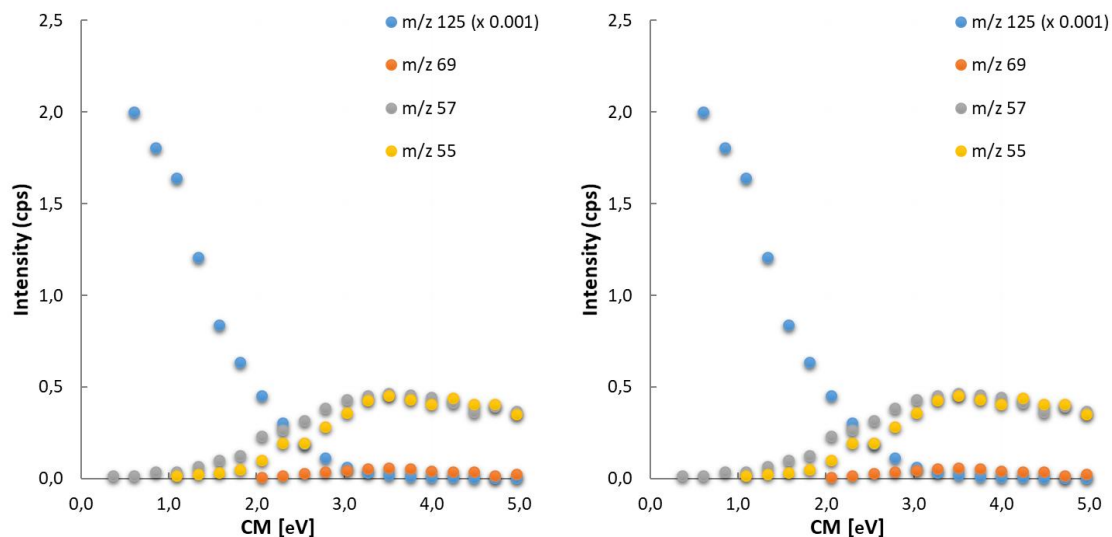 2,5
m/z 125 (x 0.001)
2,0
m/z 69
m/z 57
m/z 55
1,5
Intensity (cps)
1,0
0,5
0,0
0,0 1,0 2,0 3,0 4,0 5,0
CM [eV]
2,5
m/z 125 (x 0.001)
2,0
m/z 69
m/z 57
m/z 55
1,5
Intensity (cps)
1,0
0,5
0,0
0,0 1,0 2,0 3,0 4,0 5,0
CM [eV]